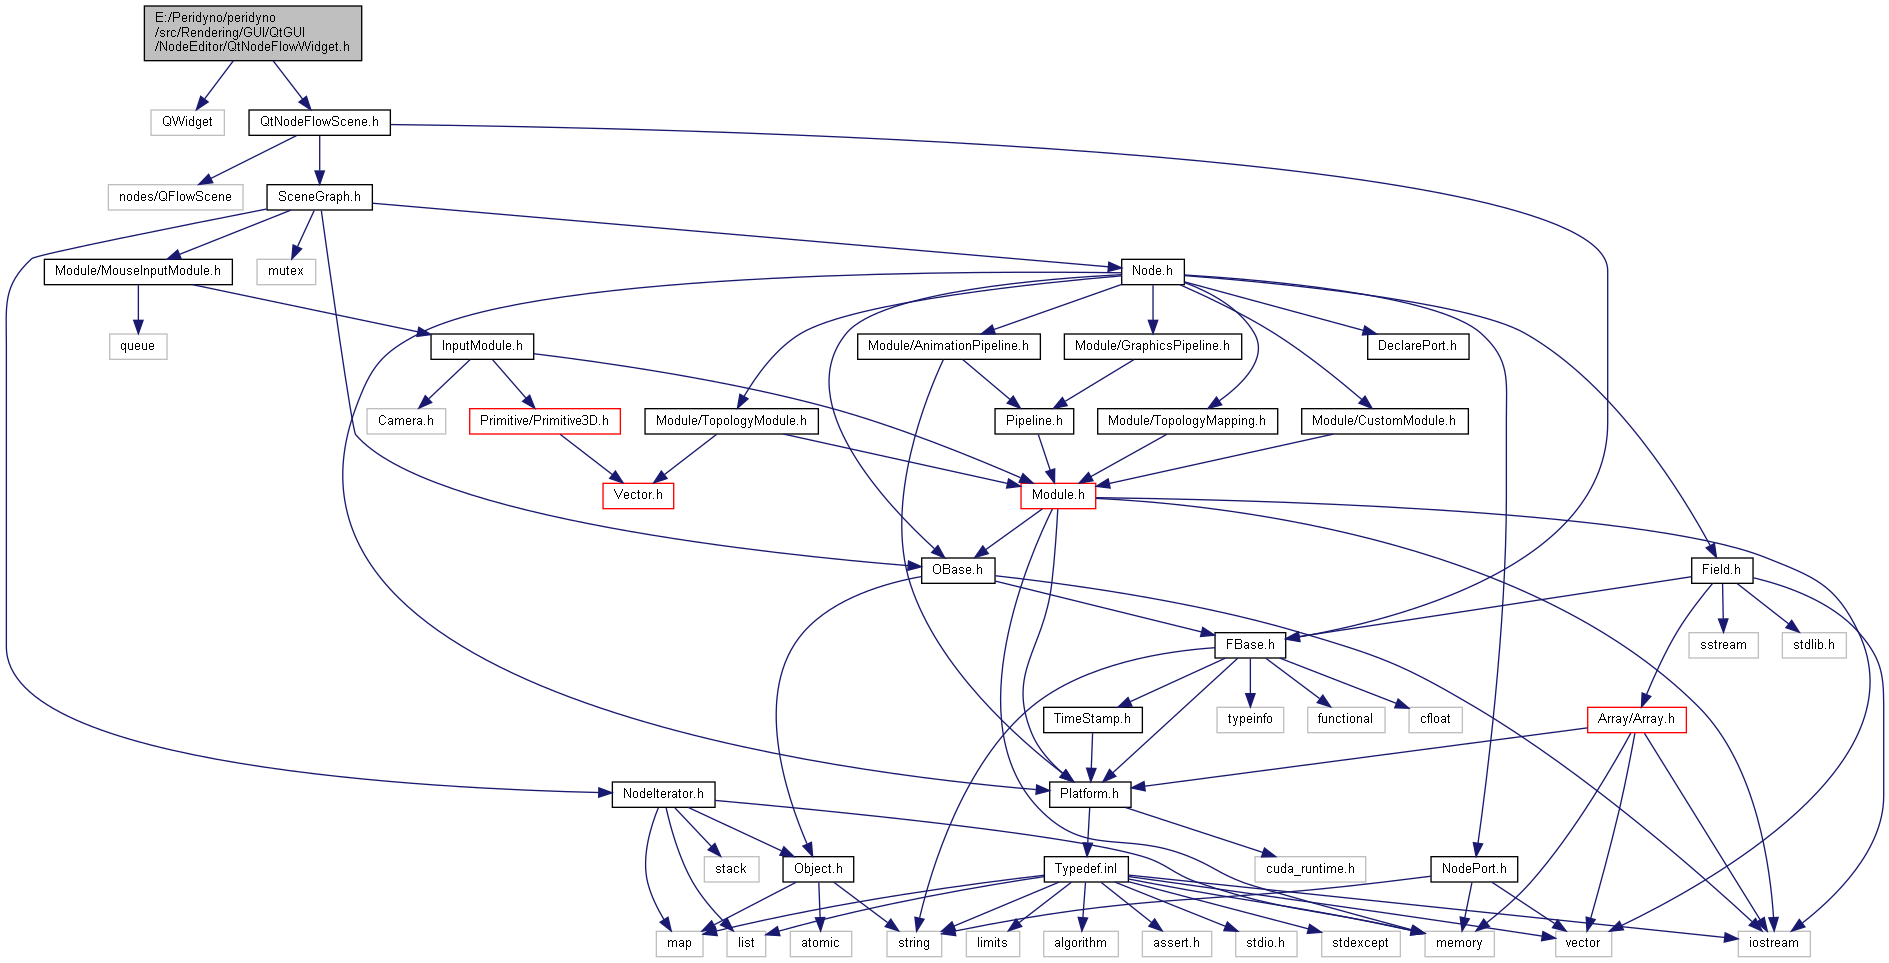 E:/Peridyno/peridyno
/src/Rendering/GUI/QtGUI
/NodeEditor/QtNodeFlowWidget.h
QWidget
QtNodeFlowScene.h
nodes/QFlowScene
SceneGraph.h
Module/MouseInputModule.h
mutex
Node.h
queue
InputModule.h
Module/AnimationPipeline.h
Module/GraphicsPipeline.h
DeclarePort.h
Camera.h
Primitive/Primitive3D.h
Module/TopologyModule.h
Pipeline.h
Module/TopologyMapping.h
Module/CustomModule.h
Vector.h
Module.h
OBase.h
Field.h
FBase.h
sstream
stdlib.h
TimeStamp.h
typeinfo
functional
cfloat
Array/Array.h
NodeIterator.h
Platform.h
stack
Object.h
Typedef.inl
cuda_runtime.h
NodePort.h
map
list
atomic
string
limits
algorithm
assert.h
stdio.h
stdexcept
memory
vector
iostream